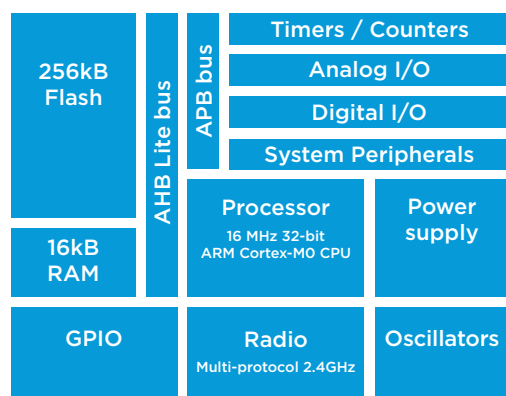 256kB
Flash
AHB Lite bus
APB bus
Timers / Counters
Analog I/O
Digital I/O
System Peripherals
16kB
RAM
Processor
16 MHz 32-bit
ARM Cortex-M0 CPU
Power
supply
GPIO
Radio
Multi-protocol 2.4GHz
Oscillators